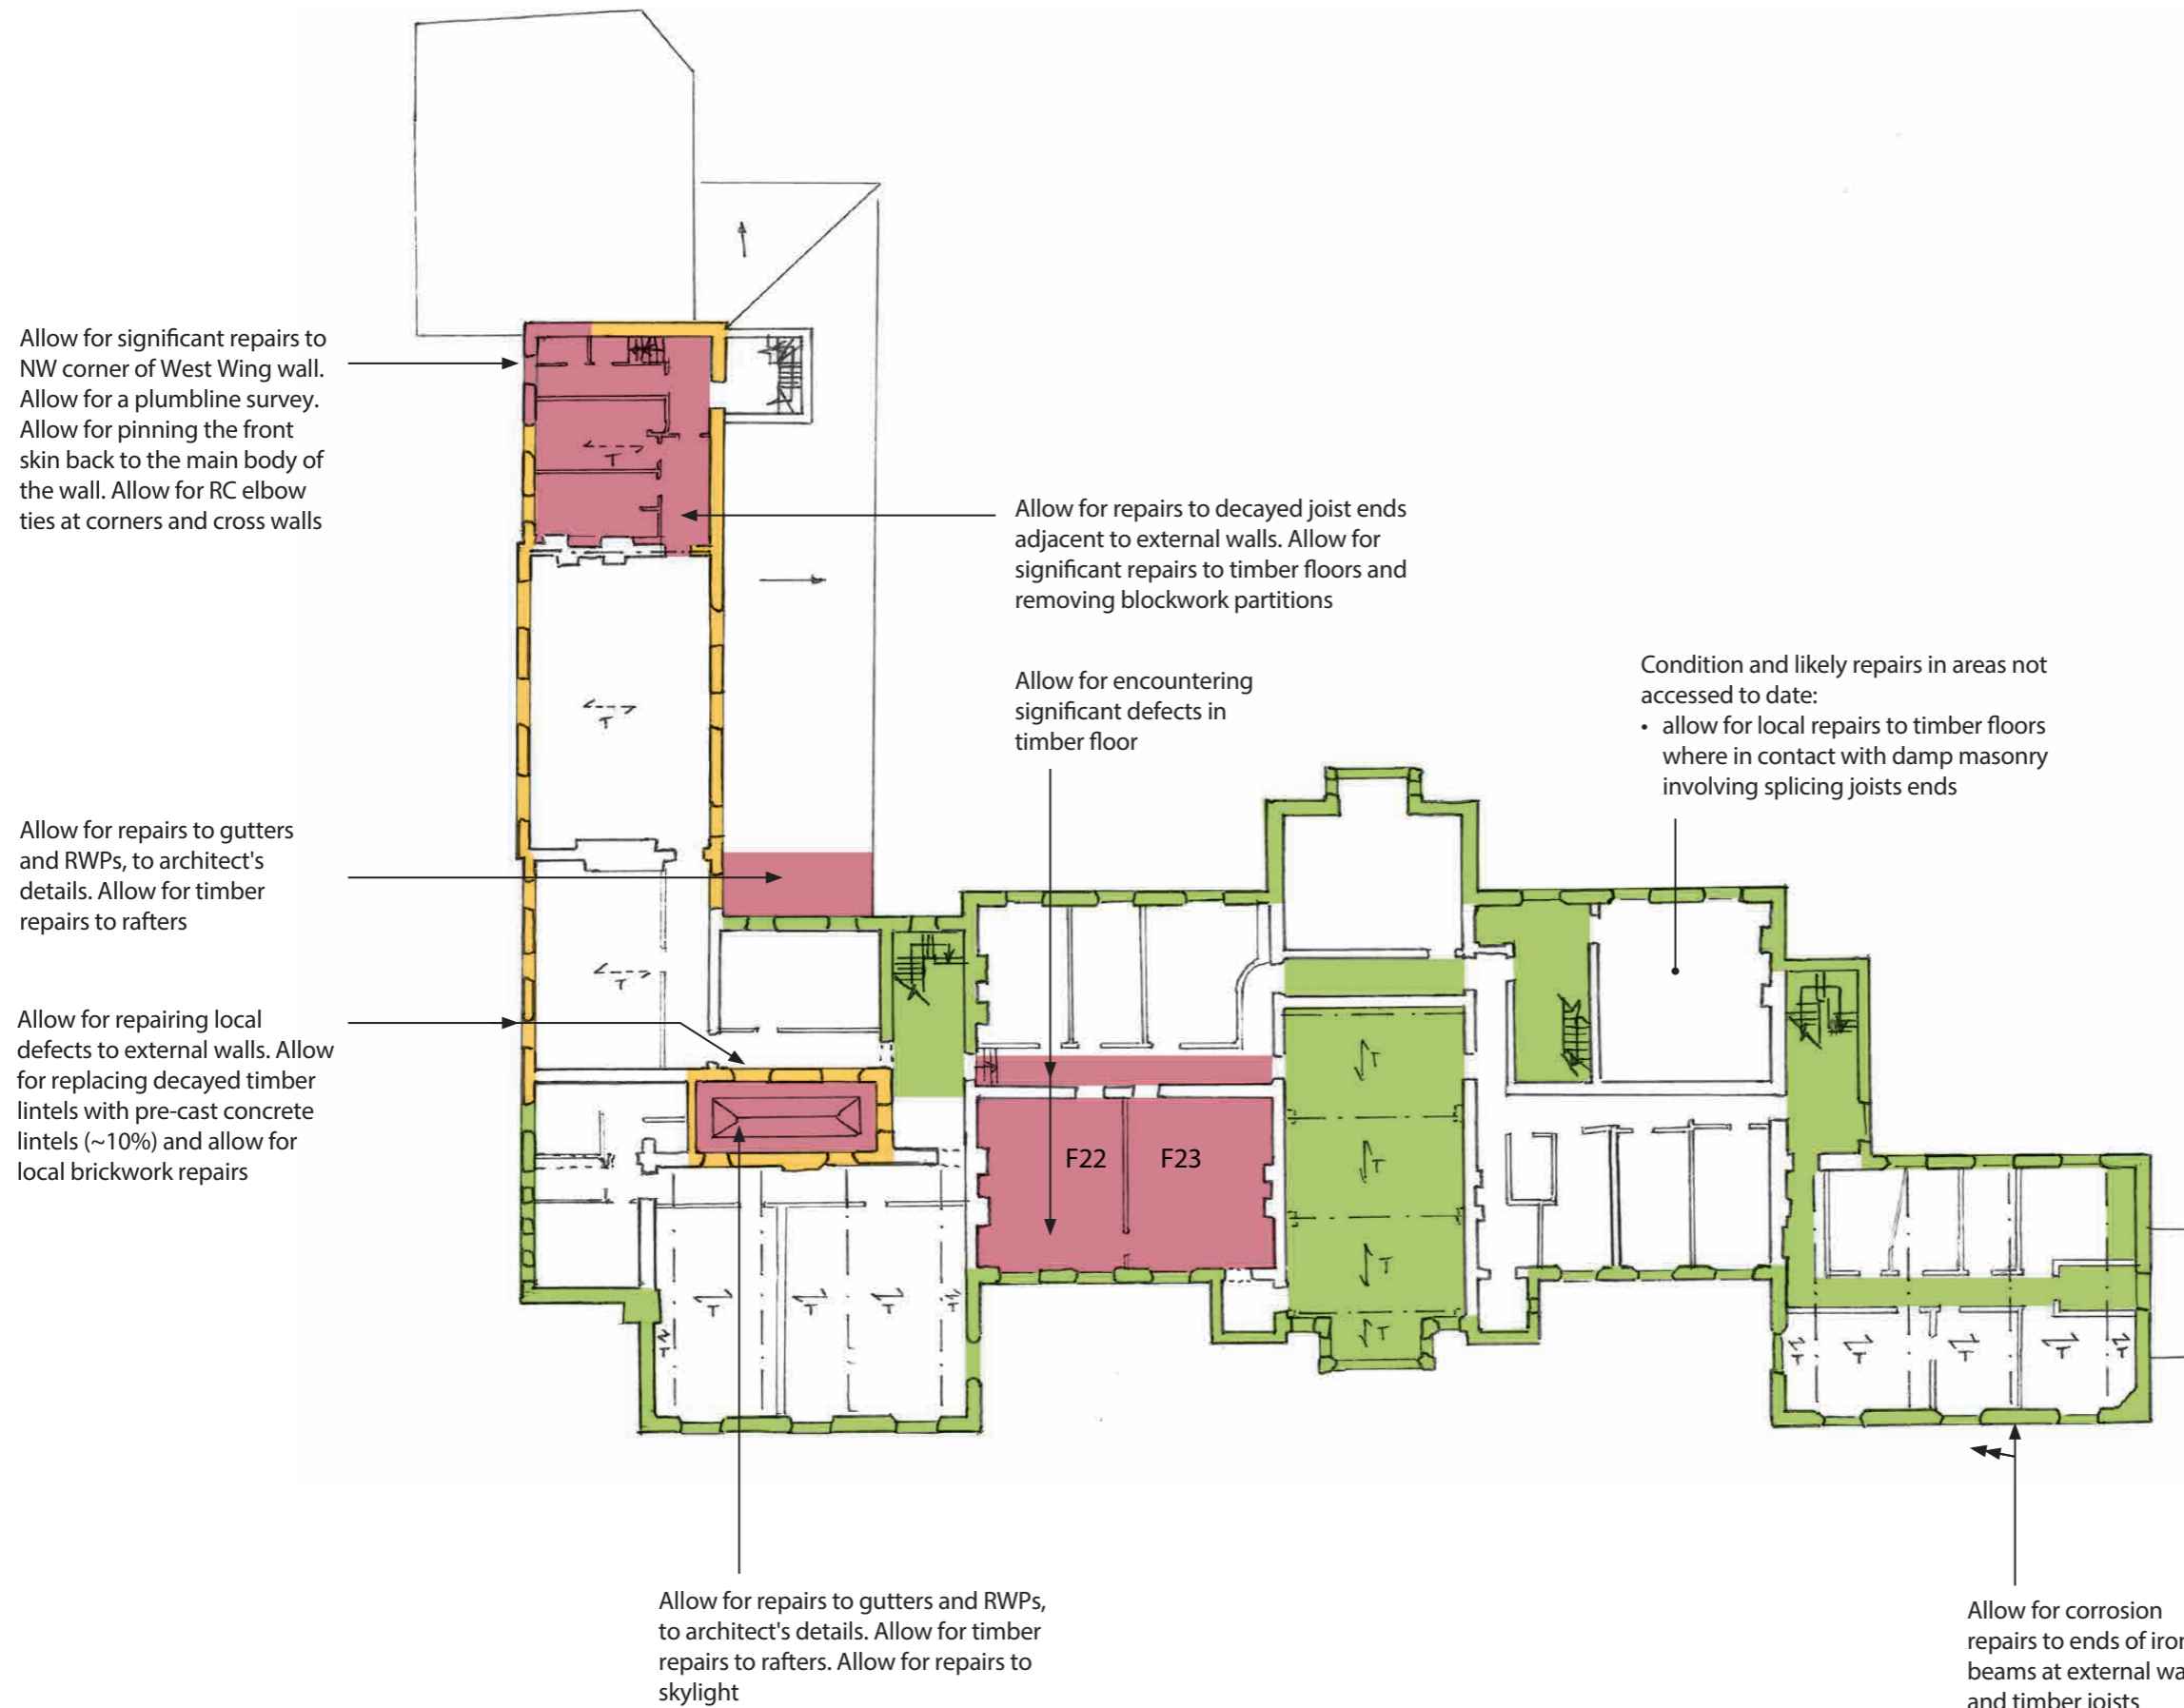 Allow for significant repairs to
NW corner of West Wing wall.
Allow for a plumbline survey.
Allow for pinning the front
skin back to the main body of
the wall. Allow for RC elbow
ties at corners and cross walls
Allow for repairs to decayed joist ends
adjacent to external walls. Allow for
significant repairs to timber floors and
removing blockwork partitions
Allow for encountering
significant defects in
timber floor
Condition and likely repairs in areas not
accessed to date:
• allow for local repairs to timber floors
where in contact with damp masonry
involving splicing joists ends
Allow for repairs to gutters
and RWPs, to architect's
details. Allow for timber
repairs to rafters
Allow for repairing local
defects to external walls. Allow
for replacing decayed timber
lintels with pre-cast concrete
lintels (~10%) and allow for
local brickwork repairs
T
T
T
T
T
T
F22 F23
T
T
T
T
T
T
T
T
T
T
T
T
Allow for repairs to gutters and RWPs,
to architect's details. Allow for timber
repairs to rafters. Allow for repairs to
skylight
Allow for corrosion
repairs to ends of iron
beams at external wa
and timber joists